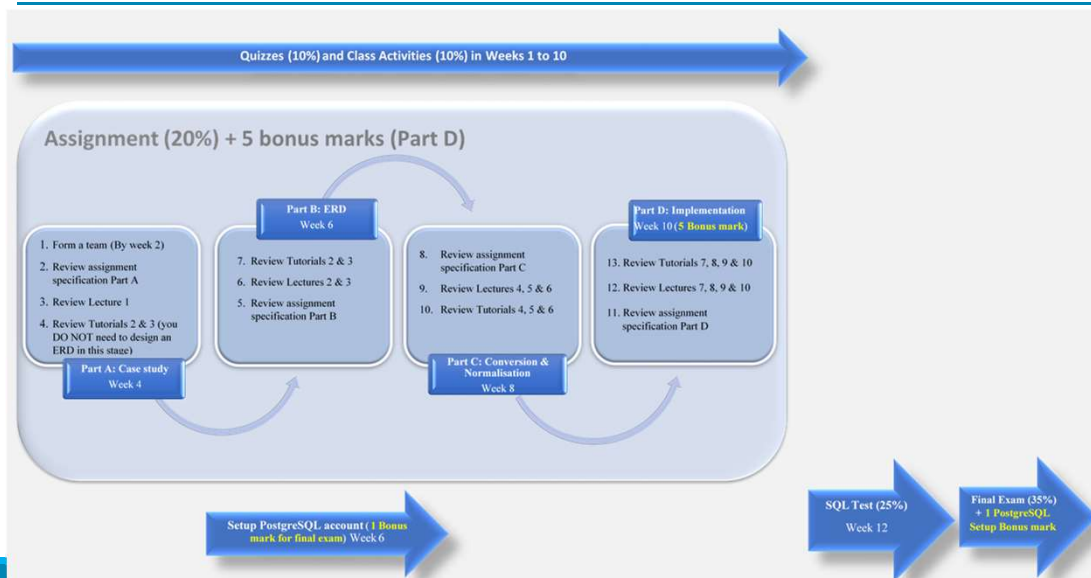 Quizzes (10%) and Class Activities (10%) in Weeks 1 to 10
Assignment (20%) + 5 bonus marks (Part D)
1. Form a team (By week 2)
2. Review assignment
specification Part A
3. Review Lecture 1
4. Review Tutorials 2 & 3 (you
DO NOT need to design an
ERD in this stage)
Part A: Case study
Week 4
Part B: ERD
Week 6
7. Review Tutorials 2 & 3
6. Review Lectures 2 & 3
5. Review assignment
specification Part B
8. Review assignment
specification Part C
9. Review Lectures 4, 5 & 6
10. Review Tutorials 4, 5 & 6
Part C: Conversion &
Normalisation
Week 8
Part D: Implementation
Week 10 (5 Bonus mark)
13. Review Tutorials 7, 8, 9 & 10
12. Review Lectures 7, 8, 9 & 10
11. Review assignment
specification Part D
Setup PostgreSQL account (1 Bonus
mark for final exam) Week 6
SQL Test (25%)
Week 12
Final Exam (35%)
+ 1 PostgreSQL
Setup Bonus mark